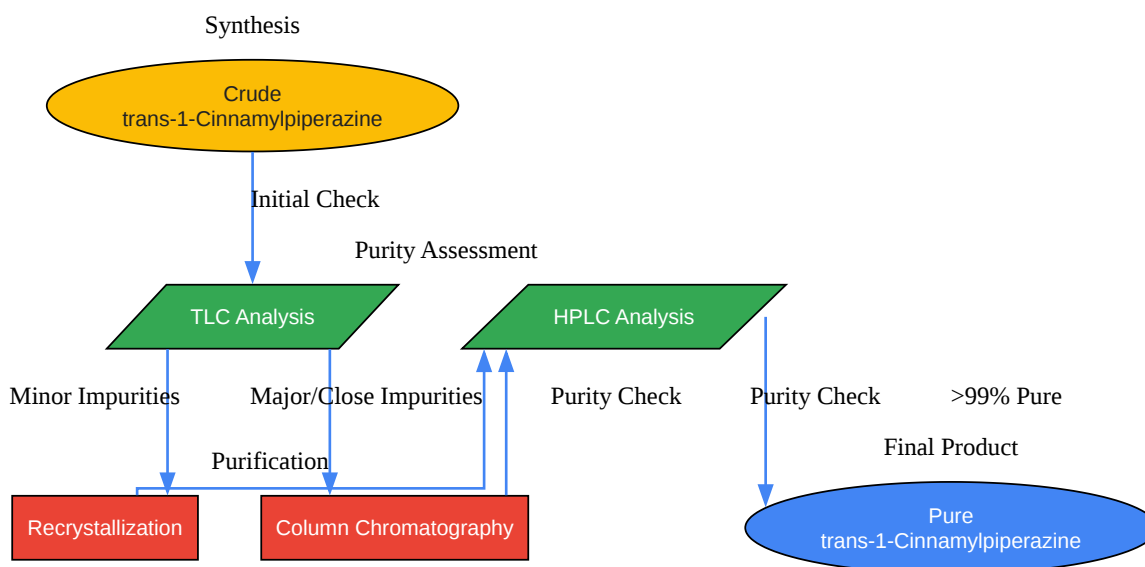 Synthesis
Crude
trans-1-Cinnamylpiperazine
Initial Check
Purity Assessment
TLC Analysis
HPLC Analysis
Minor Impurities
Major/Close Impurities
Purity Check
Purity Check
>99% Pure
Final Product
Purification
Recrystallization
Column Chromatography
Pure
trans-1-Cinnamylpiperazine